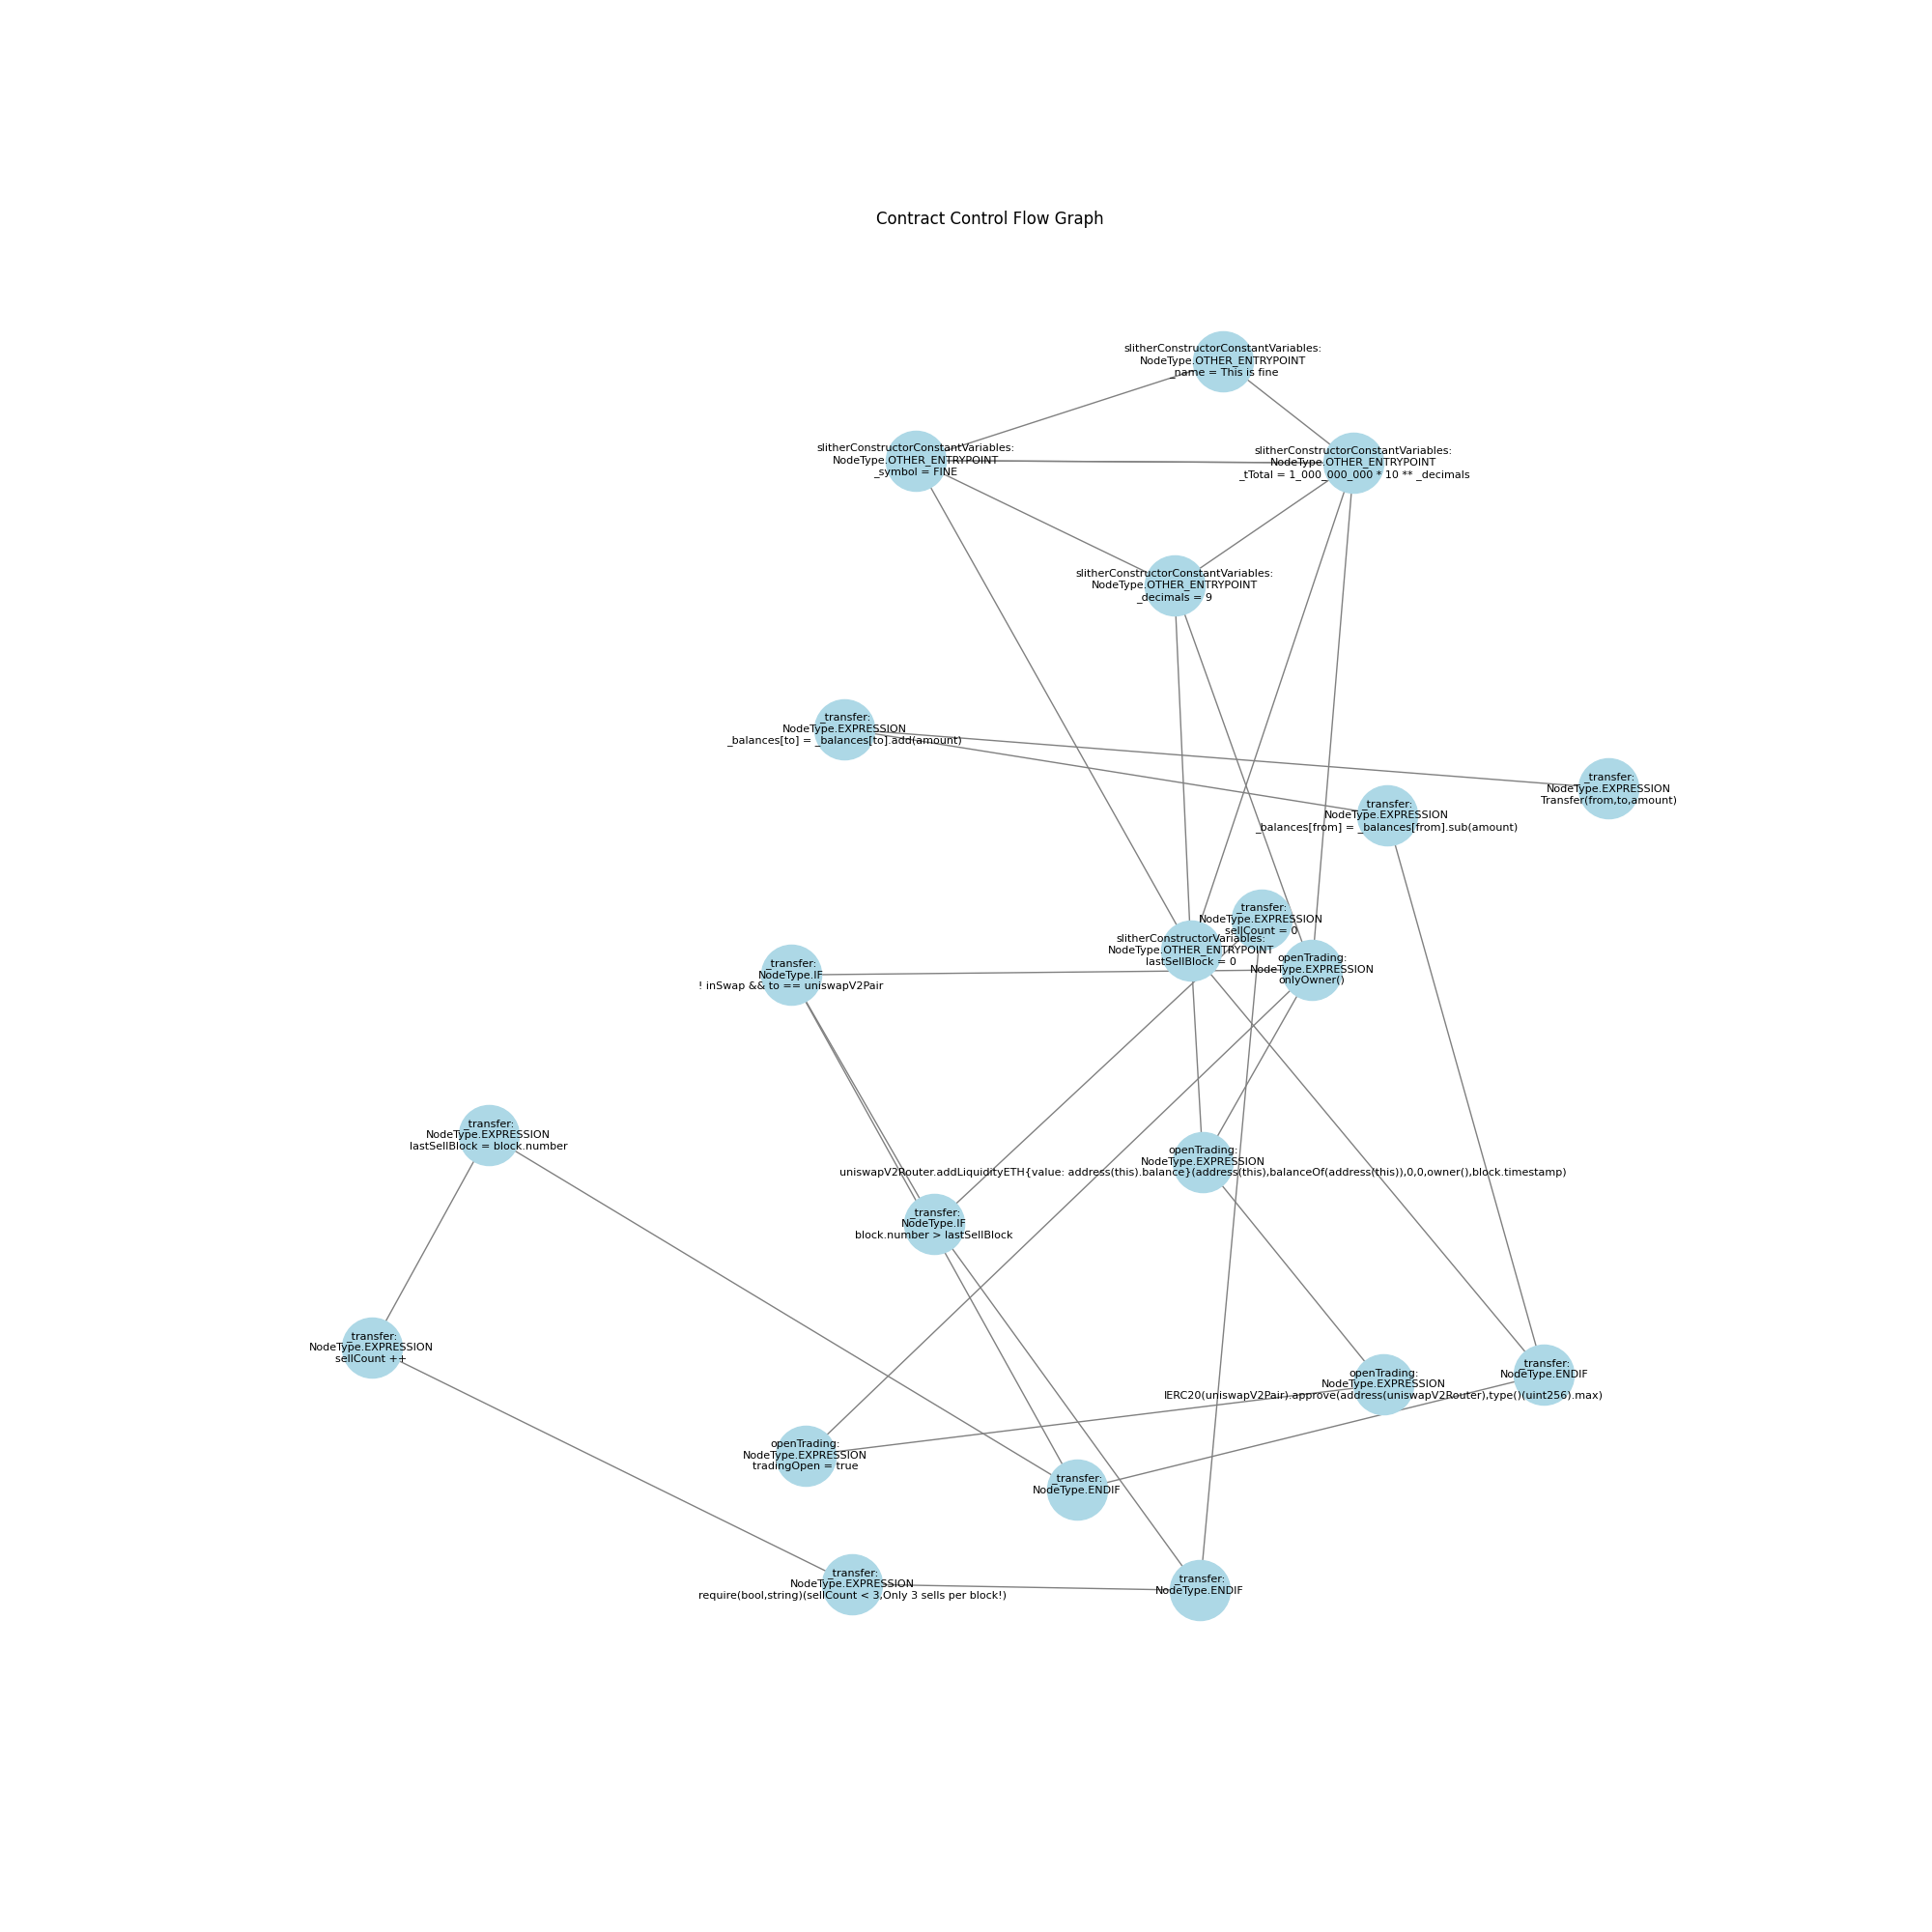 Contract Control Flow Graph
slitherConstructorConstantVariables:
NodeType.OTHER_ENTRYPOINT
_name = This is fine
slitherConstructorConstantVariables:
NodeType.OTHER_ENTRYPOINT
_symbol = FINE
slitherConstructorConstantVariables:
NodeType.OTHER_ENTRYPOINT
_tTotal = 1_000_000_000 * 10 ** _decimals
slitherConstructorConstantVariables:
NodeType.OTHER_ENTRYPOINT
_decimals = 9
_transfer:
NodeType.EXPRESSION
_balances[to] = _balances[to].add(amount)
_transfer:
NodeType.EXPRESSION
Transfer(from,to,amount)
_transfer:
NodeType.EXPRESSION
_balances[from] = _balances[from].sub(amount)
_transfer:
NodeType.EXPRESSION
sellCount = 0
slitherConstructorVariables:
NodeType.OTHER_ENTRYPOINT
lastSellBlock = 0
openTrading:
NodeType.EXPRESSION
onlyOwner()
_transfer:
NodeType.IF
! inSwap && to == uniswapV2Pair
_transfer:
NodeType.EXPRESSION
lastSellBlock = block.number
openTrading:
NodeType.EXPRESSION
uniswapV2Router.addLiquidityETH{value: address(this).balance}(address(this),balanceOf(address(this)),0,0,owner(),block.timestamp)
_transfer:
NodeType.IF
block.number > lastSellBlock
_transfer:
NodeType.EXPRESSION
sellCount ++
_transfer:
NodeType.ENDIF
openTrading:
NodeType.EXPRESSION
IERC20(uniswapV2Pair).approve(address(uniswapV2Router),type()(uint256).max)
openTrading:
NodeType.EXPRESSION
tradingOpen = true
_transfer:
NodeType.ENDIF
_transfer:
NodeType.EXPRESSION
require(bool,string)(sellCount < 3,Only 3 sells per block!)
_transfer:
NodeType.ENDIF